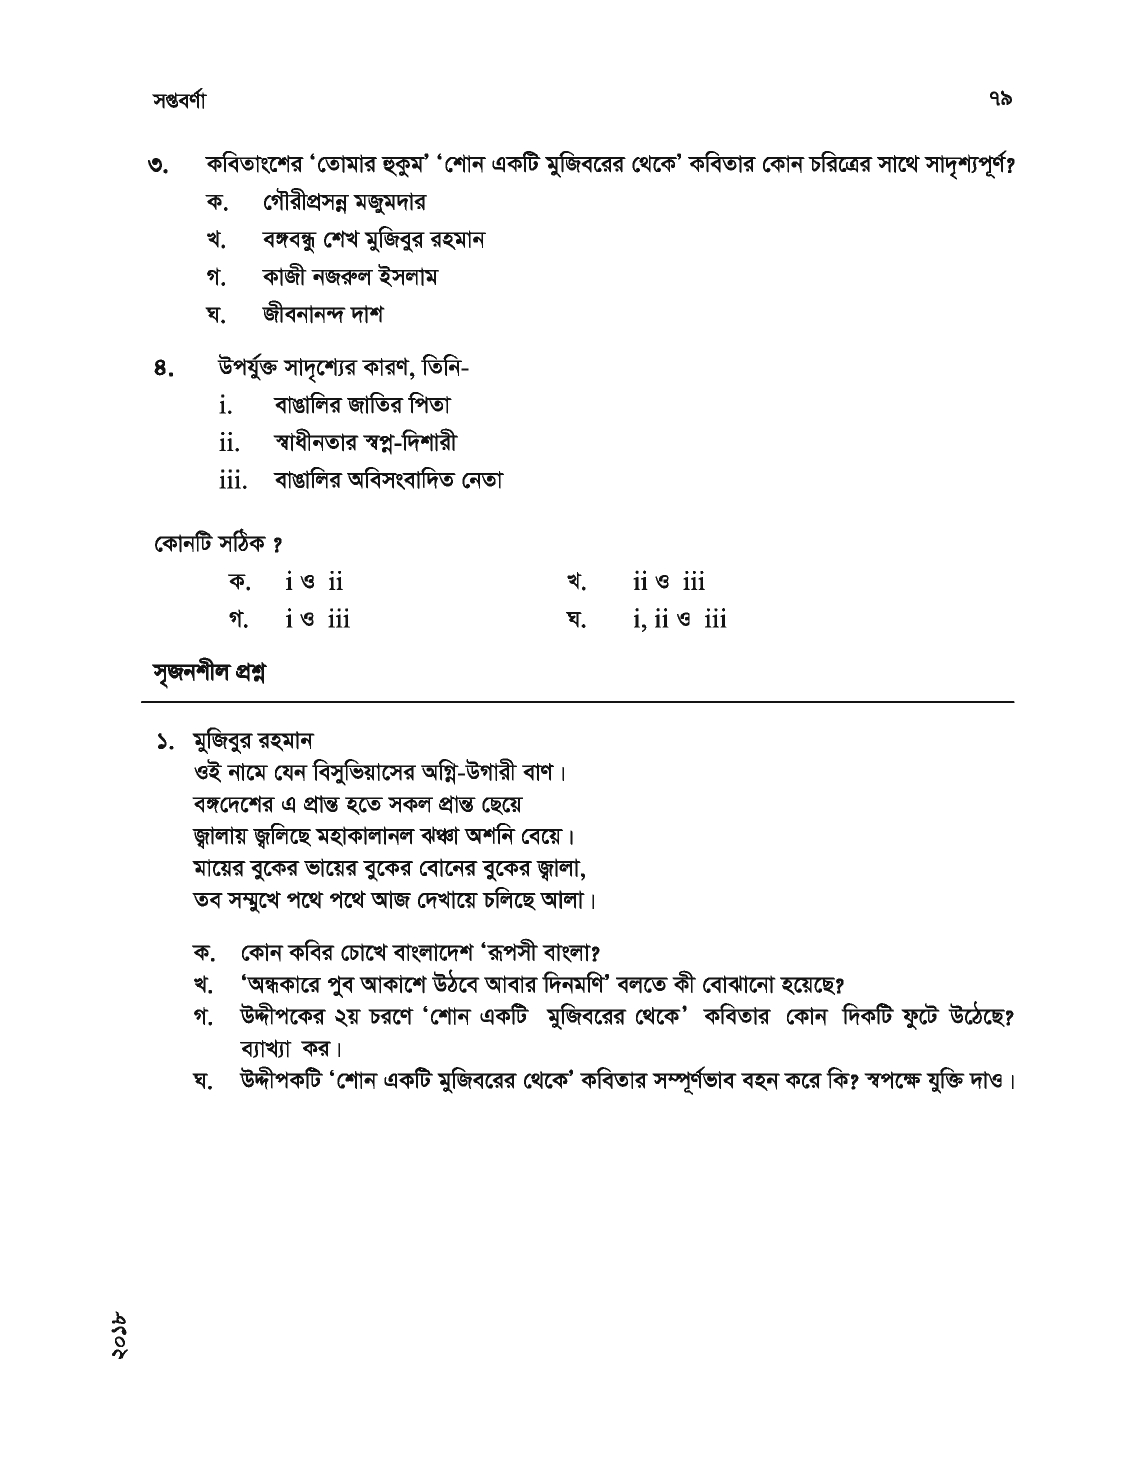 সপ্তবর্ণা ৭৯
৩. কবিতাংশের ‘তোমার হুকুম’ ‘শোন একটি মুজিবরের থেকে’ কবিতার কোন চরিত্রের সাথে সাদৃশ্যপূর্ণ?
ক. গৌরীপ্রসন্ন মজুমদার
খ. বঙ্গবন্ধু শেখ মুজিবুর রহমান
গ. কাজী নজরুল ইসলাম
ঘ. জীবনানন্দ দাশ
৪. উপর্যুক্ত সাদৃশ্যের কারণ, তিনি-
i. বাঙালির জাতির পিতা
ii. স্বাধীনতার স্বপ্ন-দিশারী
iii. বাঙালির অবিসংবাদিত নেতা
কোনটি সঠিক ?
ক. i ও ii খ. ii ও iii
গ. i ও iii ঘ. i, ii ও iii
সৃজনশীল প্রশ্ন
১. মুজিবুর রহমান
ওই নামে যেন বিসুভিয়াসের অগ্নি-উগারী বাণ।
বঙ্গদেশের এ প্রান্ত হতে সকল প্রান্ত ছেয়ে
জ্বালায় জ্বলিছে মহাকালানল ঝঞ্চা অশনি বেয়ে।
মায়ের বুকের ভায়ের বুকের বোনের বুকের জ্বালা,
তব সম্মুখে পথে পথে আজ দেখায়ে চলিছে আলা।
ক. কোন কবির চোখে বাংলাদেশ ‘রূপসী বাংলা?
খ. ‘অন্ধকারে পুব আকাশে উঠবে আবার দিনমণি’ বলতে কী বোঝানো হয়েছে?
গ. উদ্দীপকের ২য় চরণে ‘শোন একটি মুজিবরের থেকে’ কবিতার কোন দিকটি ফুটে উঠেছে?
ব্যাখ্যা কর।
ঘ. উদ্দীপকটি ‘শোন একটি মুজিবরের থেকে’ কবিতার সম্পূর্ণভাব বহন করে কি? স্বপক্ষে যুক্তি দাও।
২০১৮